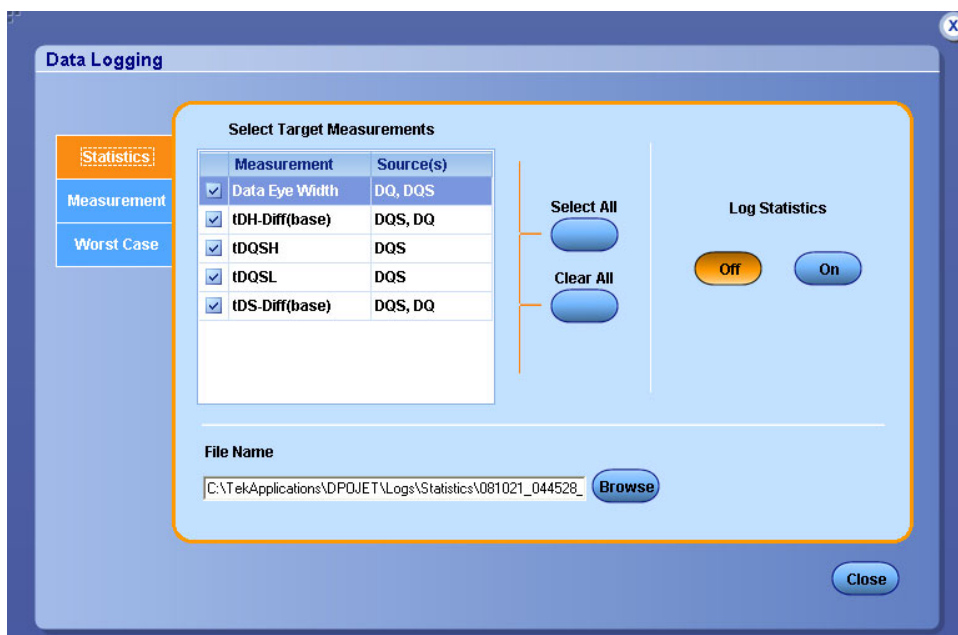 X
Data Logging
Statistics
Measurement
Worst Case
Select Target Measurements
Measurement Source(s)
Data Eye Width DQ, DQS
tDH-Diff(base) DQS, DQ
tDQSH DQS
tDQSL DQS
tDS-Diff(base) DQS, DQ
Select All
Clear All
Log Statistics
Off On
File Name
C:\TekApplications\DPOJET\Logs\Statistics\081021_044528_ Browse
Close